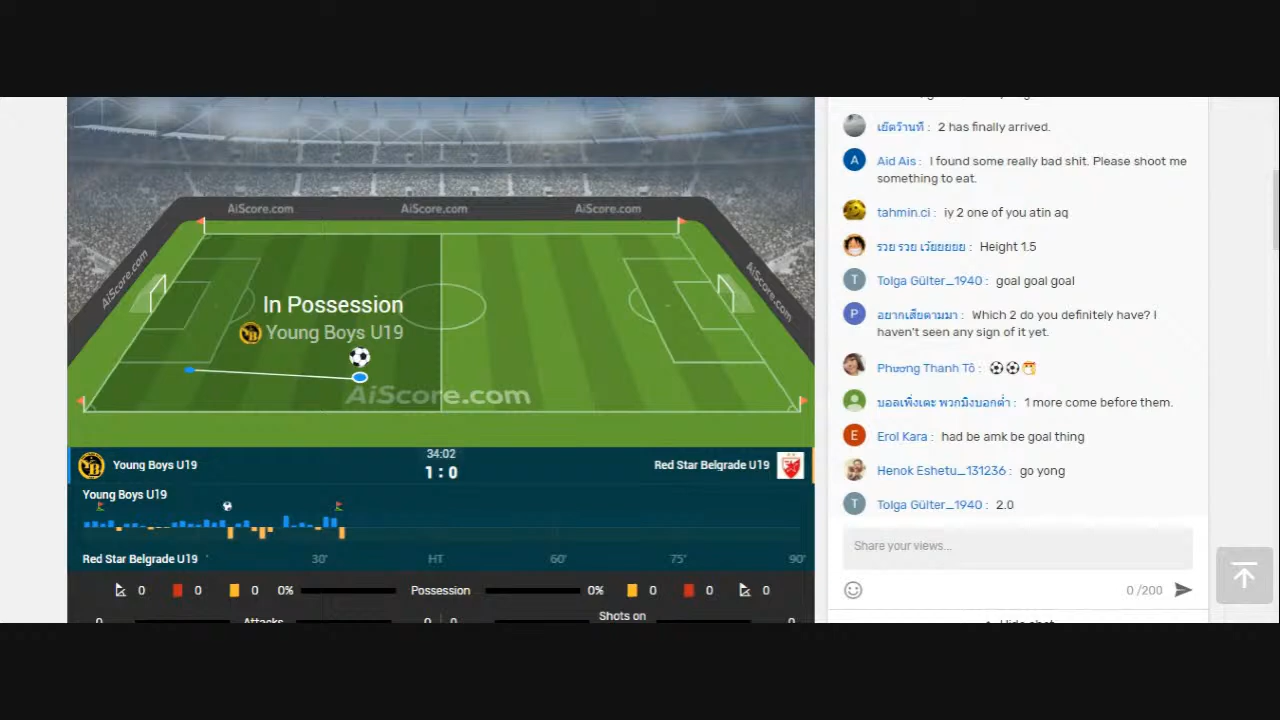 AiScore.com
AiScore.com
AiScore.com
AiScore.com
AiScore.com
In Possession
Young Boys U19
AiScore.com
Young Boys U19
34:02
1 : 0
Red Star Belgrade U19
Young Boys U19
Red Star Belgrade U19
30' HT 60' 75' 90'
0 0 0 0% Possession 0% 0 0 0
Shots on
เย็ดว้านท์ : 2 has finally arrived.
Aid Ais : I found some really bad shit. Please shoot me
something to eat.
tahmin.ci : iy 2 one of you atin aq
รวย รวย เว้ยยยยย : Height 1.5
Tolga Gülter_1940 : goal goal goal
อยากเสียตามมา : Which 2 do you definitely have? I
haven't seen any sign of it yet.
Phương Thanh Tô :
บอลเพิ่งเตะ พวกมึงบอกต่ำ : 1 more come before them.
Erol Kara : had be amk be goal thing
Henok Eshetu_131236 : go yong
Tolga Gülter_1940 : 2.0
Share your views...
0 /200